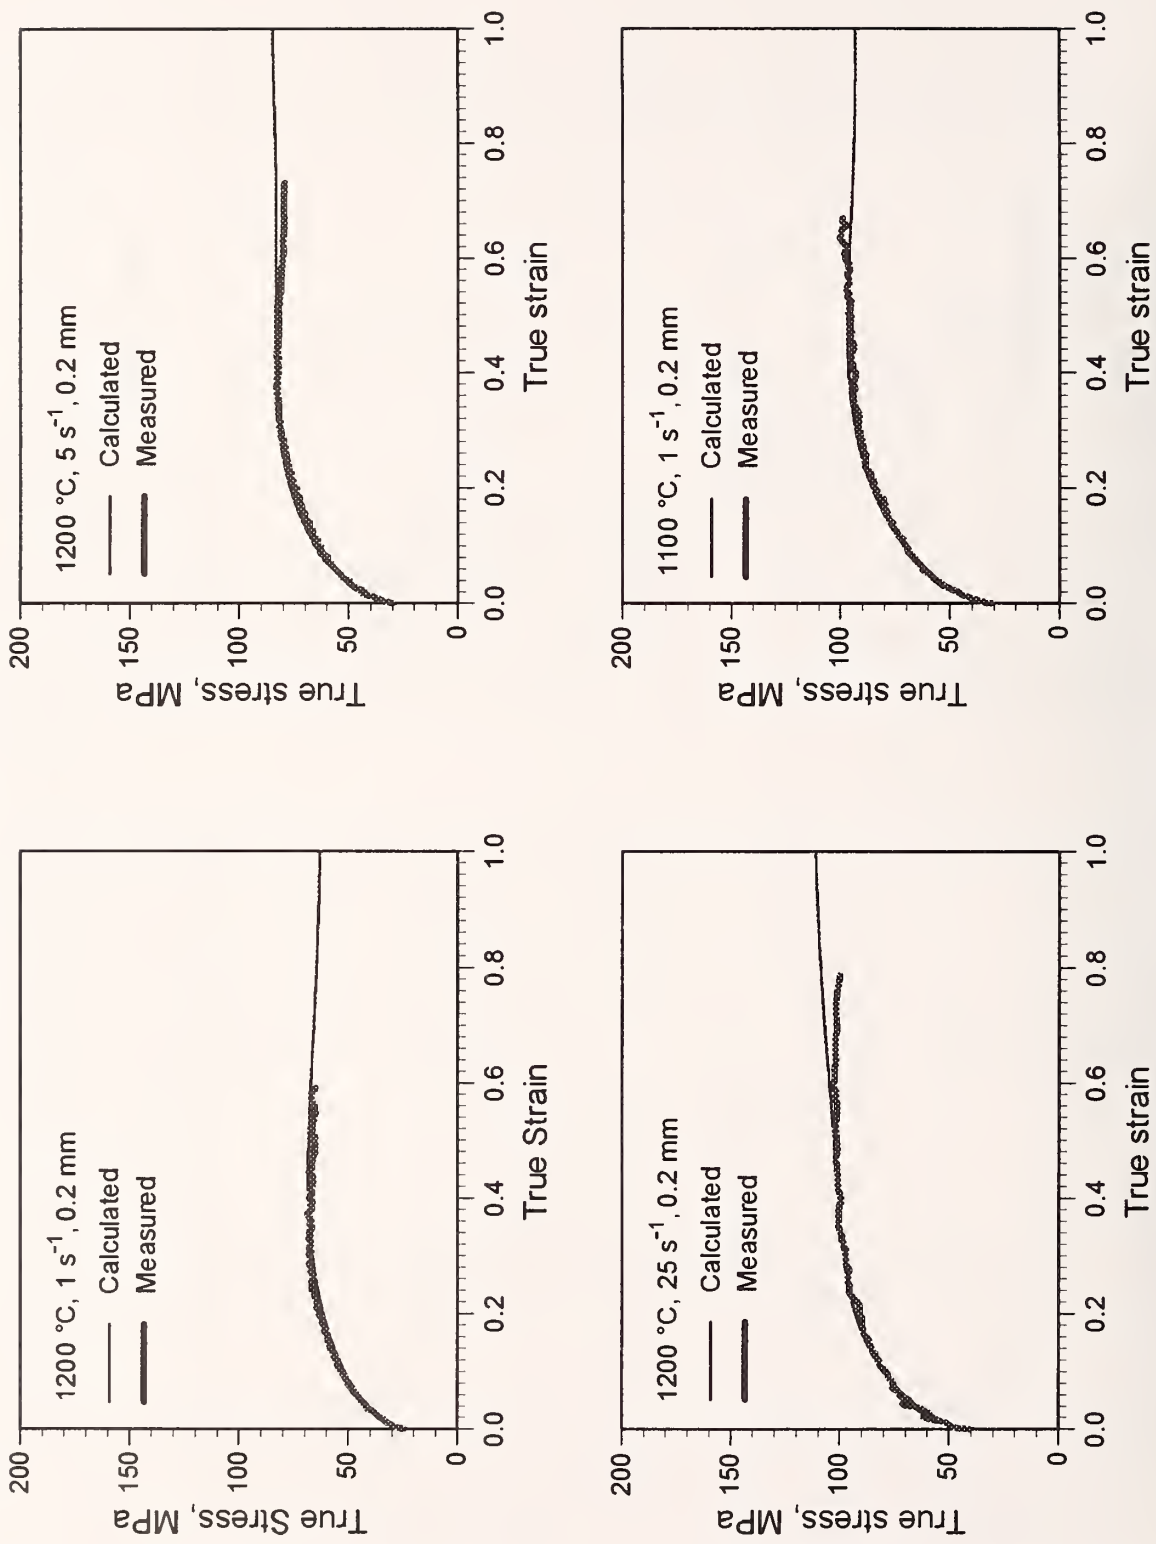 200
150
100
50
0
True Stress, MPa
1200 °C, 1 s⁻¹, 0.2 mm
Calculated
Measured
0.0 0.2 0.4 0.6 0.8 1.0
True Strain
200
150
100
50
0
True stress, MPa
1200 °C, 5 s⁻¹, 0.2 mm
Calculated
Measured
0.0 0.2 0.4 0.6 0.8 1.0
True strain
200
150
100
50
0
True stress, MPa
1200 °C, 25 s⁻¹, 0.2 mm
Calculated
Measured
0.0 0.2 0.4 0.6 0.8 1.0
True strain
200
150
100
50
0
True stress, MPa
1100 °C, 1 s⁻¹, 0.2 mm
Calculated
Measured
0.0 0.2 0.4 0.6 0.8 1.0
True strain